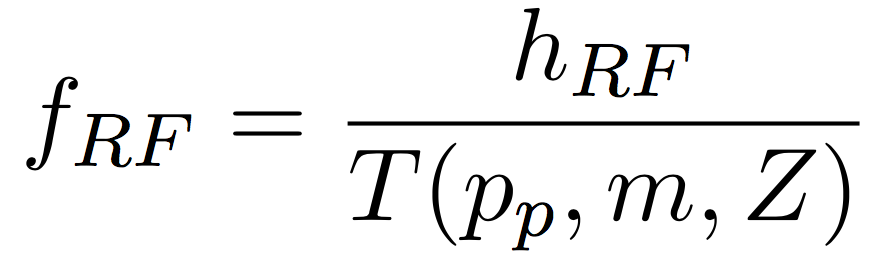 f_{RF} = \frac{h_{RF}}{T(p_p, m, Z)}